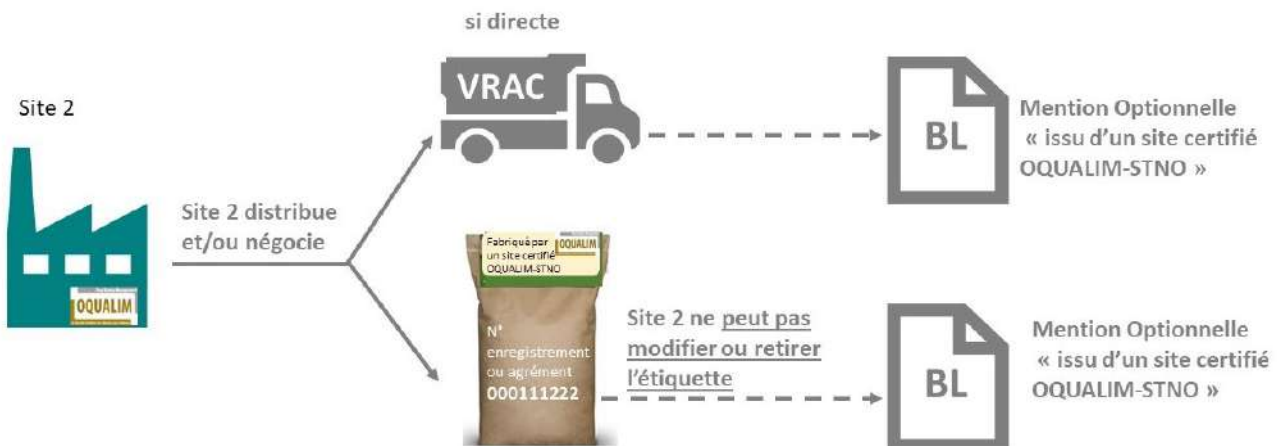 si directe
VRAC
Site 2
BL
Mention Optionnelle
« issu d’un site certifié
OQUALIM-STNO »
Site 2 distribue
et/ou négocie
OQUALIM
Fabriqué par
un site certifié
OQUALIM-STNO
OQUALIM
N°
enregistrement
ou agrément
000111222
Site 2 ne peut pas
modifier ou retirer
l’étiquette
BL
Mention Optionnelle
« issu d’un site certifié
OQUALIM-STNO »